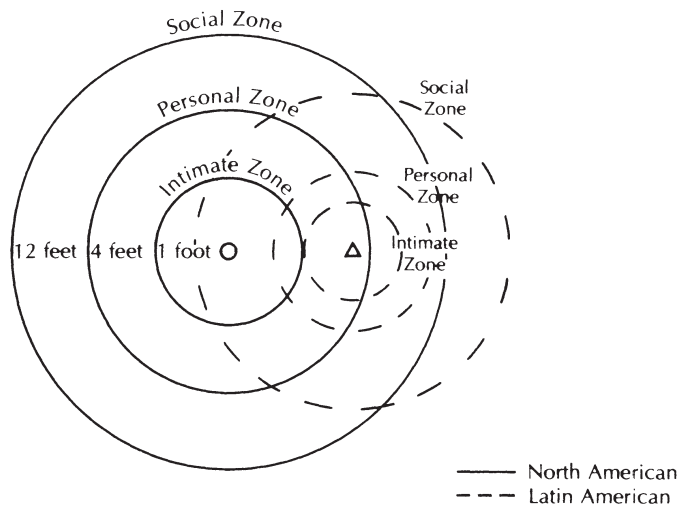 Social Zone
Personal Zone
Intimate Zone
12 feet
4 feet
1 foot
Social
Zone
Personal
Zone
Intimate
Zone
North American
Latin American